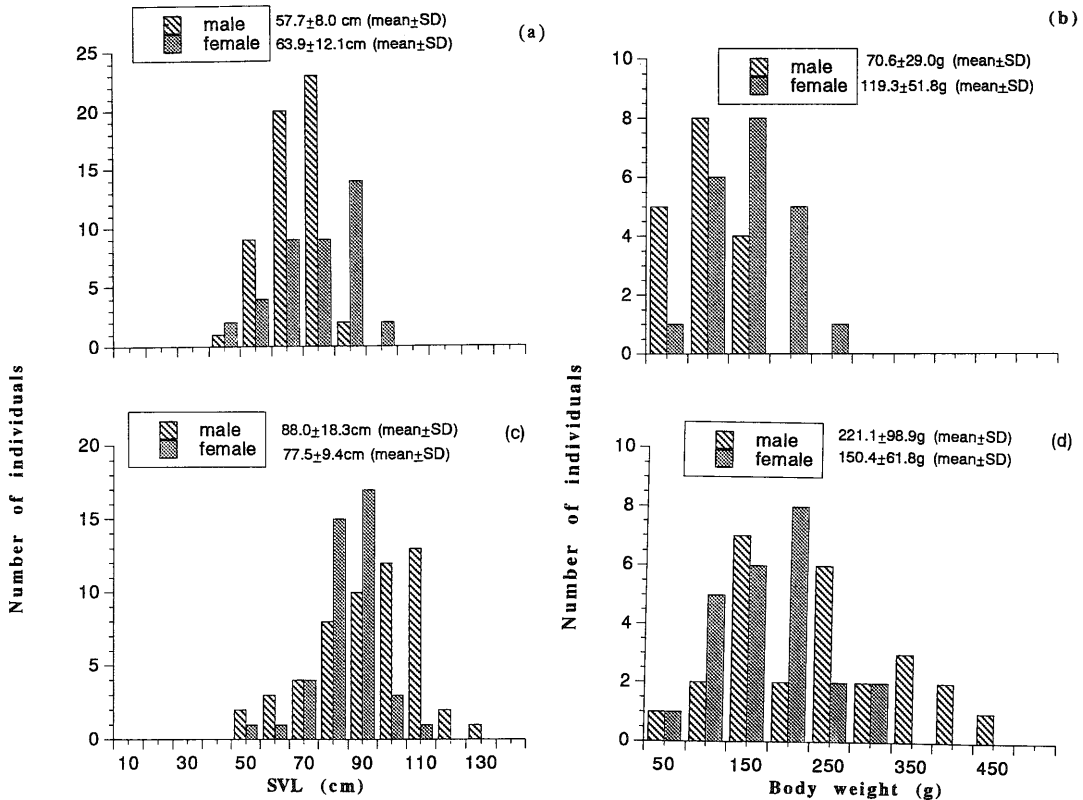 male 57.7±8.0 cm (mean±SD)
female 63.9±12.1cm (mean±SD)
(a)
25
20
15
10
5
0
(b)
male 70.6±29.0g (mean±SD)
female 119.3±51.8g (mean±SD)
10
8
6
4
2
0
Number of individuals
male 88.0±18.3cm (mean±SD)
female 77.5±9.4cm (mean±SD)
(c)
20
15
10
5
0
10 30 50 70 90 110 130
SVL (cm)
Number of individuals
male 221.1±98.9g (mean±SD)
female 150.4±61.8g (mean±SD)
(d)
10
8
6
4
2
0
50 150 250 350 450
Body weight (g)